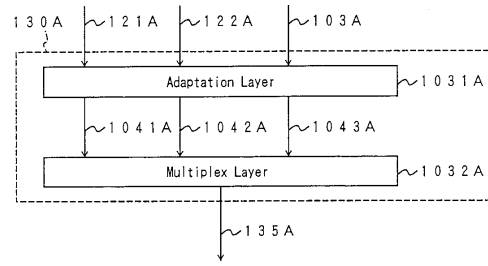 130A
121A
122A
103A
Adaptation Layer
1031A
1041A
1042A
1043A
Multiplex Layer
1032A
135A